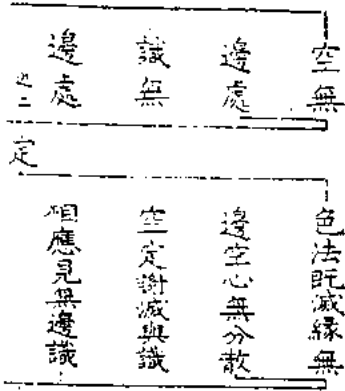 空無
邊處
識無
邊處
二
定
色法既滅緣無
邊空心無分散
空定謝滅與識
相應見無邊識